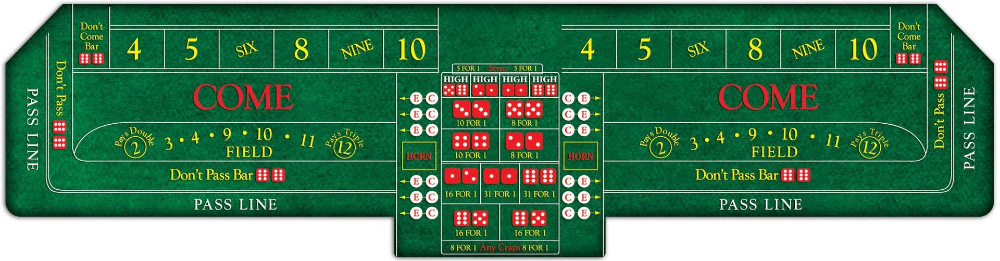 Don't
Come
Bar
4 5 SIX 8 NINE 10
Don't Pass
PASS LINE
COME
Pays Double
2
3 • 4 • 9 • 10 • 11
Pays Triple
12
FIELD
Don't Pass Bar
PASS LINE
5 FOR 1 Seven 5 FOR 1
HIGH HIGH HIGH HIGH
E C
E C
E C
HORN
E C
E C
E C
10 FOR 1 8 FOR 1
10 FOR 1 8 FOR 1
16 FOR 1 31 FOR 1 31 FOR 1
16 FOR 1 16 FOR 1
8 FOR 1 Any Craps 8 FOR 1
C E
C E
C E
HORN
C E
C E
C E
4 5 SIX 8 NINE 10
Don't
Come
Bar
COME
Pays Double
2
3 • 4 • 9 • 10 • 11
Pays Triple
12
FIELD
Don't Pass Bar
PASS LINE
Don't Pass
PASS LINE